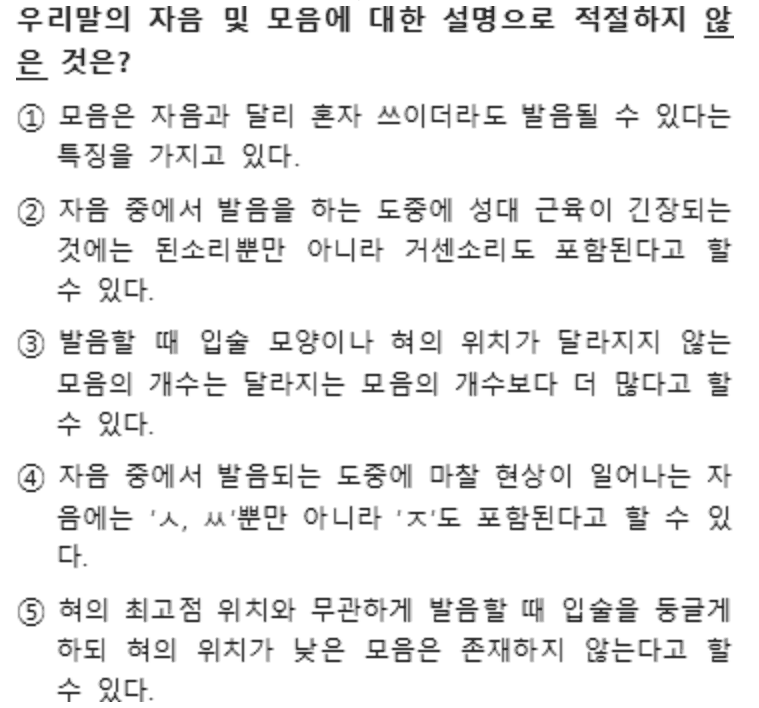 우리말의 자음 및 모음에 대한 설명으로 적절하지 않
은 것은?
① 모음은 자음과 달리 혼자 쓰이더라도 발음될 수 있다는
특징을 가지고 있다.
② 자음 중에서 발음을 하는 도중에 성대 근육이 긴장되는
것에는 된소리뿐만 아니라 거센소리도 포함된다고 할
수 있다.
③ 발음할 때 입술 모양이나 혀의 위치가 달라지지 않는
모음의 개수는 달라지는 모음의 개수보다 더 많다고 할
수 있다.
④ 자음 중에서 발음되는 도중에 마찰 현상이 일어나는 자
음에는 'ㅅ, ㅆ'뿐만 아니라 'ㅈ'도 포함된다고 할 수 있
다.
⑤ 혀의 최고점 위치와 무관하게 발음할 때 입술을 둥글게
하되 혀의 위치가 낮은 모음은 존재하지 않는다고 할
수 있다.